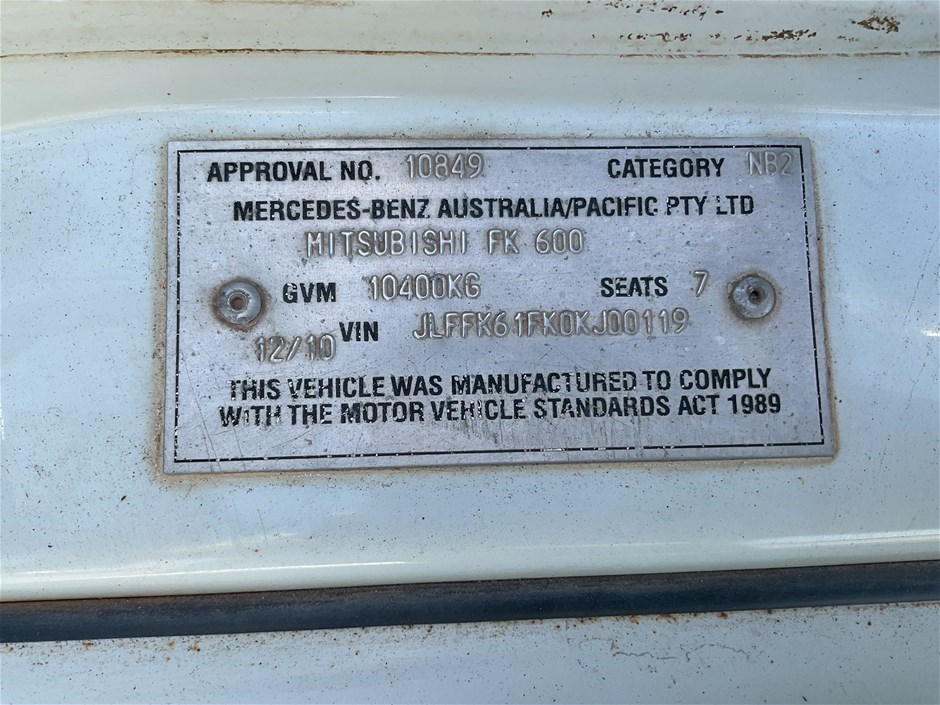 APPROVAL NO. 10849 CATEGORY NB2
MERCEDES-BENZ AUSTRALIA/PACIFIC PTY LTD
MITSUBISHI FK 600
GVM 10400KG SEATS 7
12/10 VIN JLFFK61FK0KJ00119
THIS VEHICLE WAS MANUFACTURED TO COMPLY
WITH THE MOTOR VEHICLE STANDARDS ACT 1989